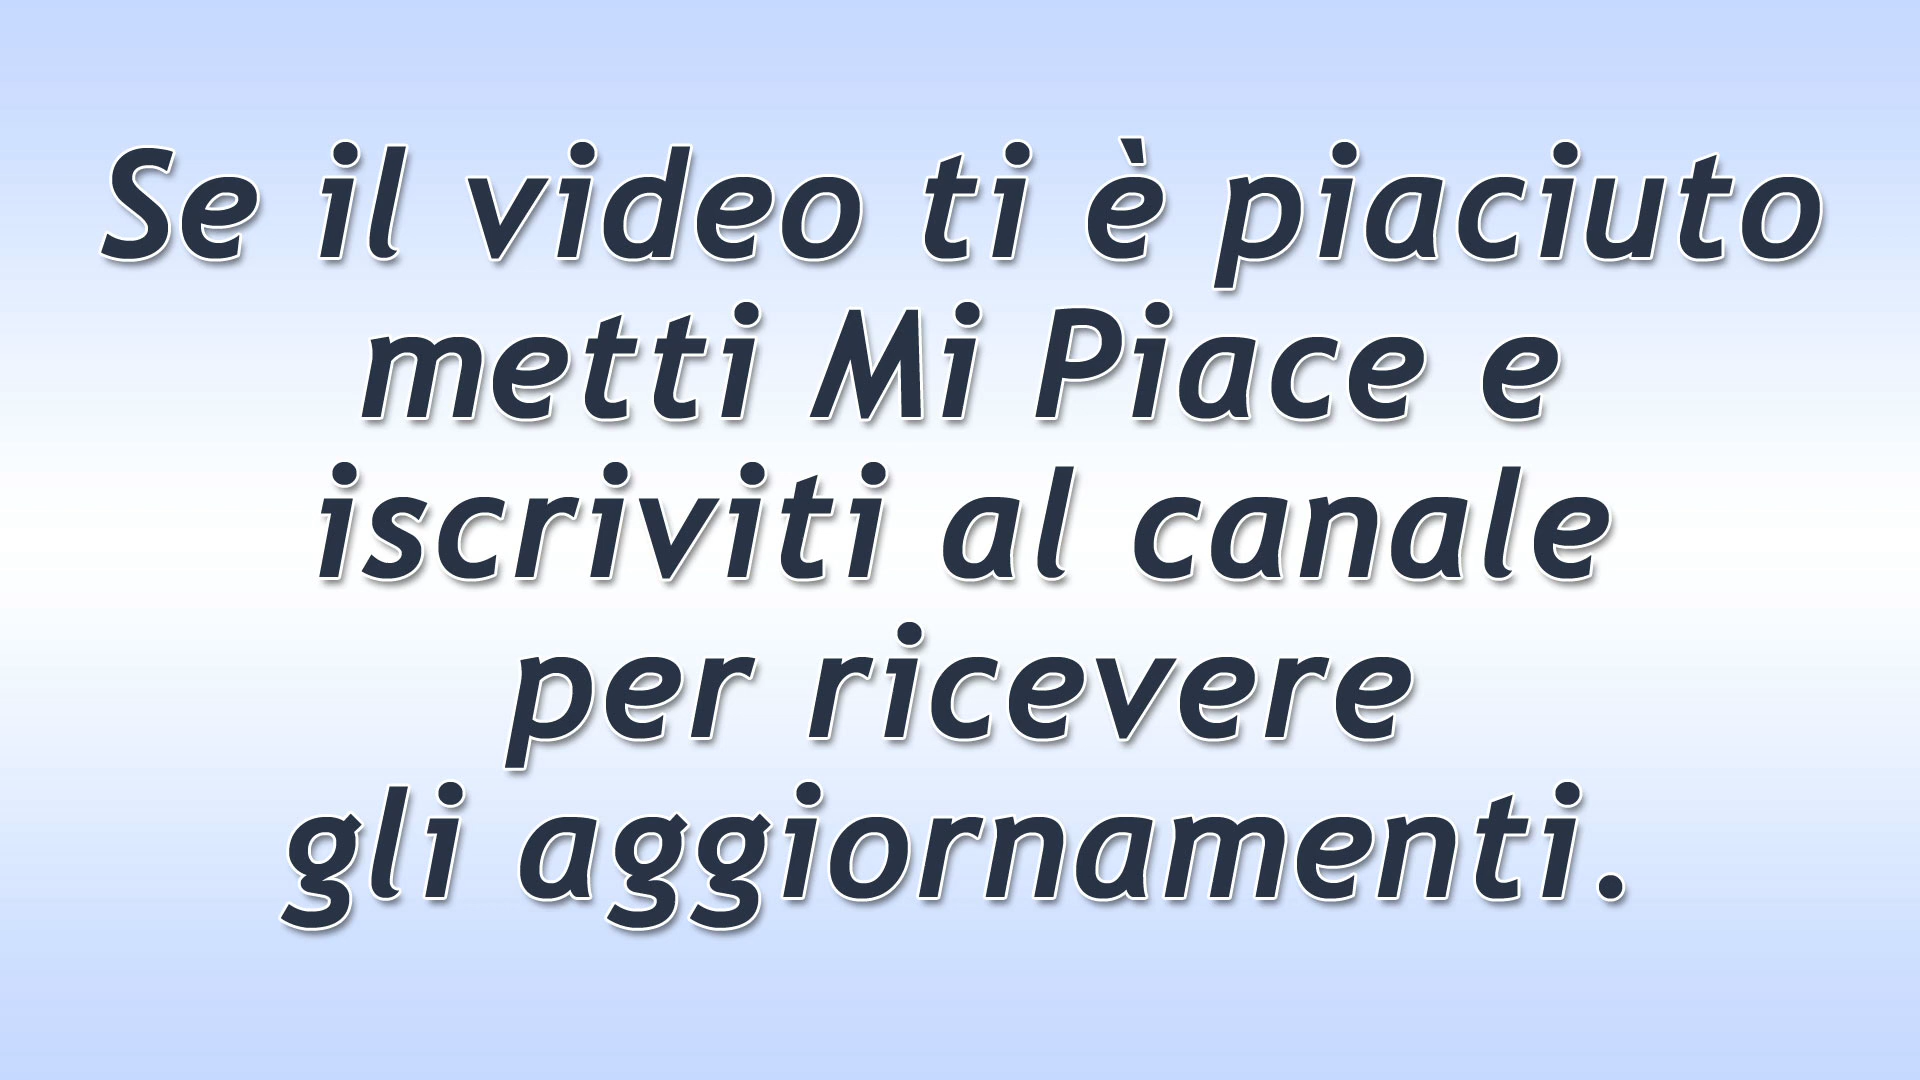 Se il video ti è piaciuto
metti Mi Piace e
iscriviti al canale
per ricevere
gli aggiornamenti.